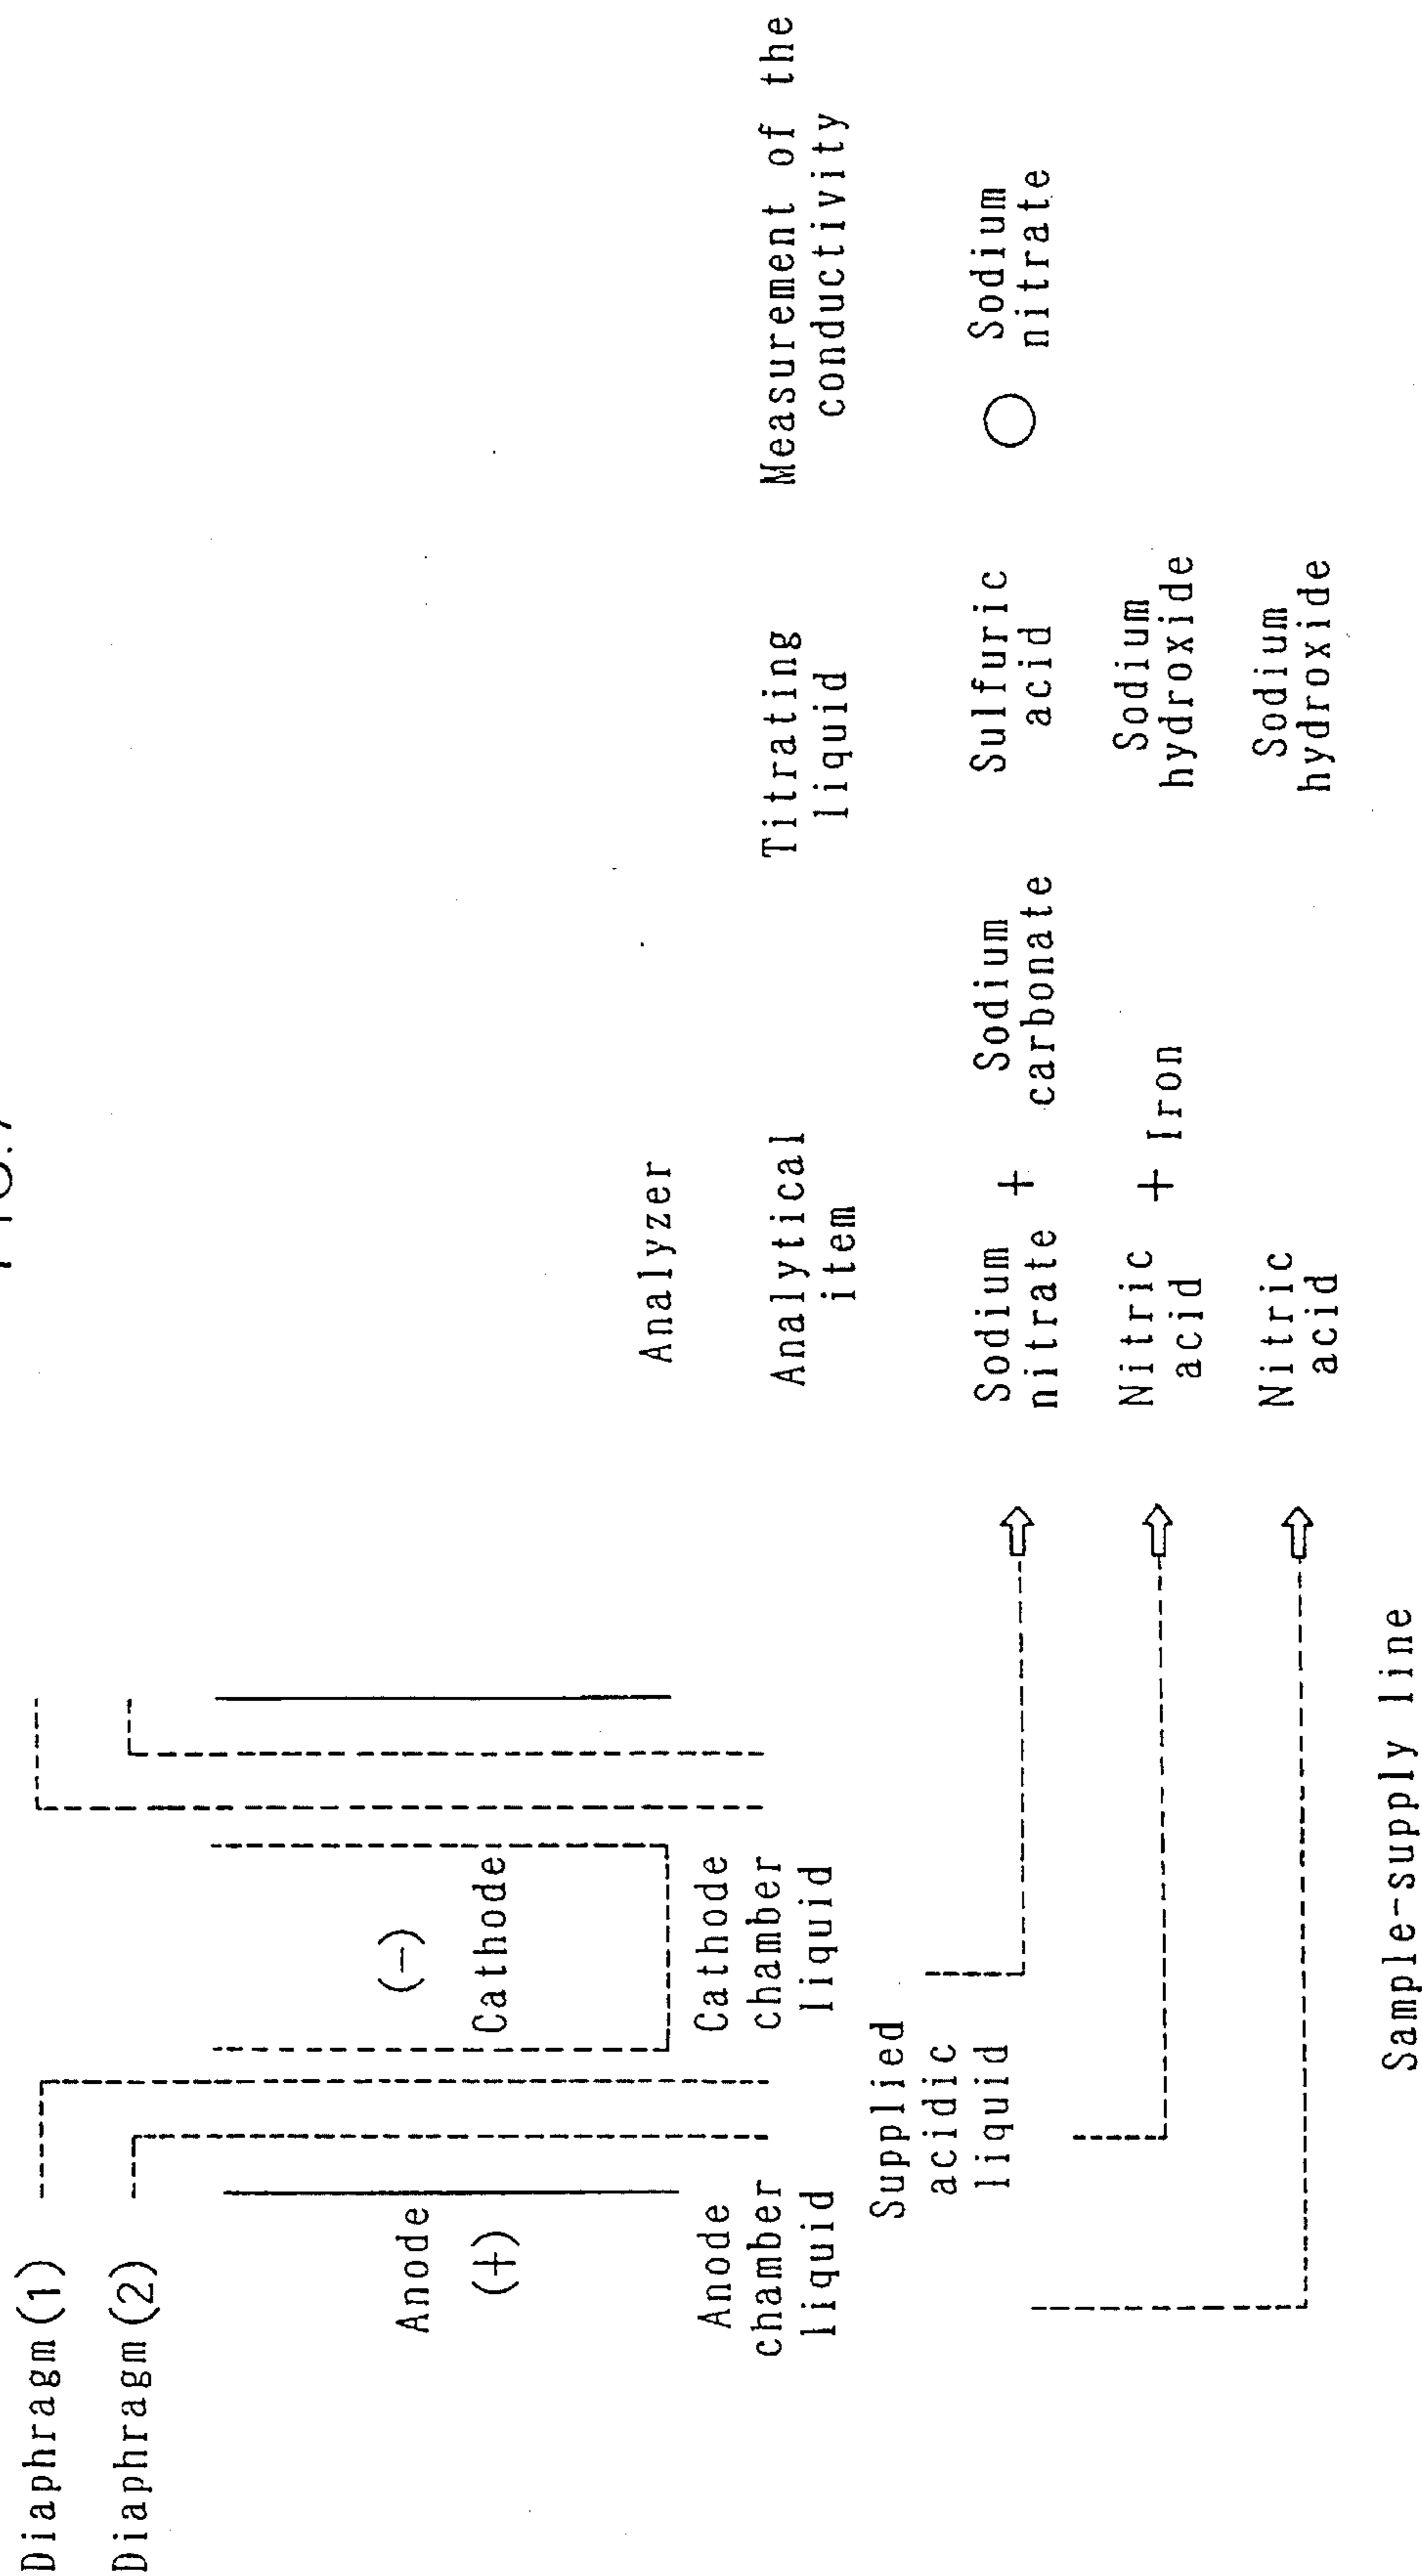 FIG.7
Diaphragm(1)
Diaphragm(2)
Anode
(+)
(-)
Cathode
Anode
chamber
liquid
Cathode
chamber
liquid
Supplied
acidic
liquid
Sample-supply line
Analyzer
Analytical
item
Titrating
liquid
Measurement of the
conductivity
Sodium
nitrate
+
Sodium
carbonate
Sulfuric
acid
Sodium
nitrate
Nitric
acid
+ Iron
Sodium
hydroxide
Nitric
acid
Sodium
hydroxide